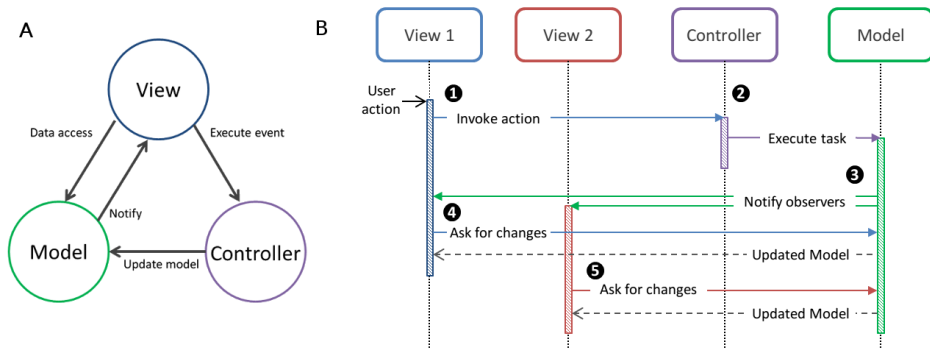 A
View
Data access
Execute event
Notify
Model
Update model
Controller
B
View 1
View 2
Controller
Model
User
action
1
2
Invoke action
Execute task
3
Notify observers
4
Ask for changes
Updated Model
5
Ask for changes
Updated Model